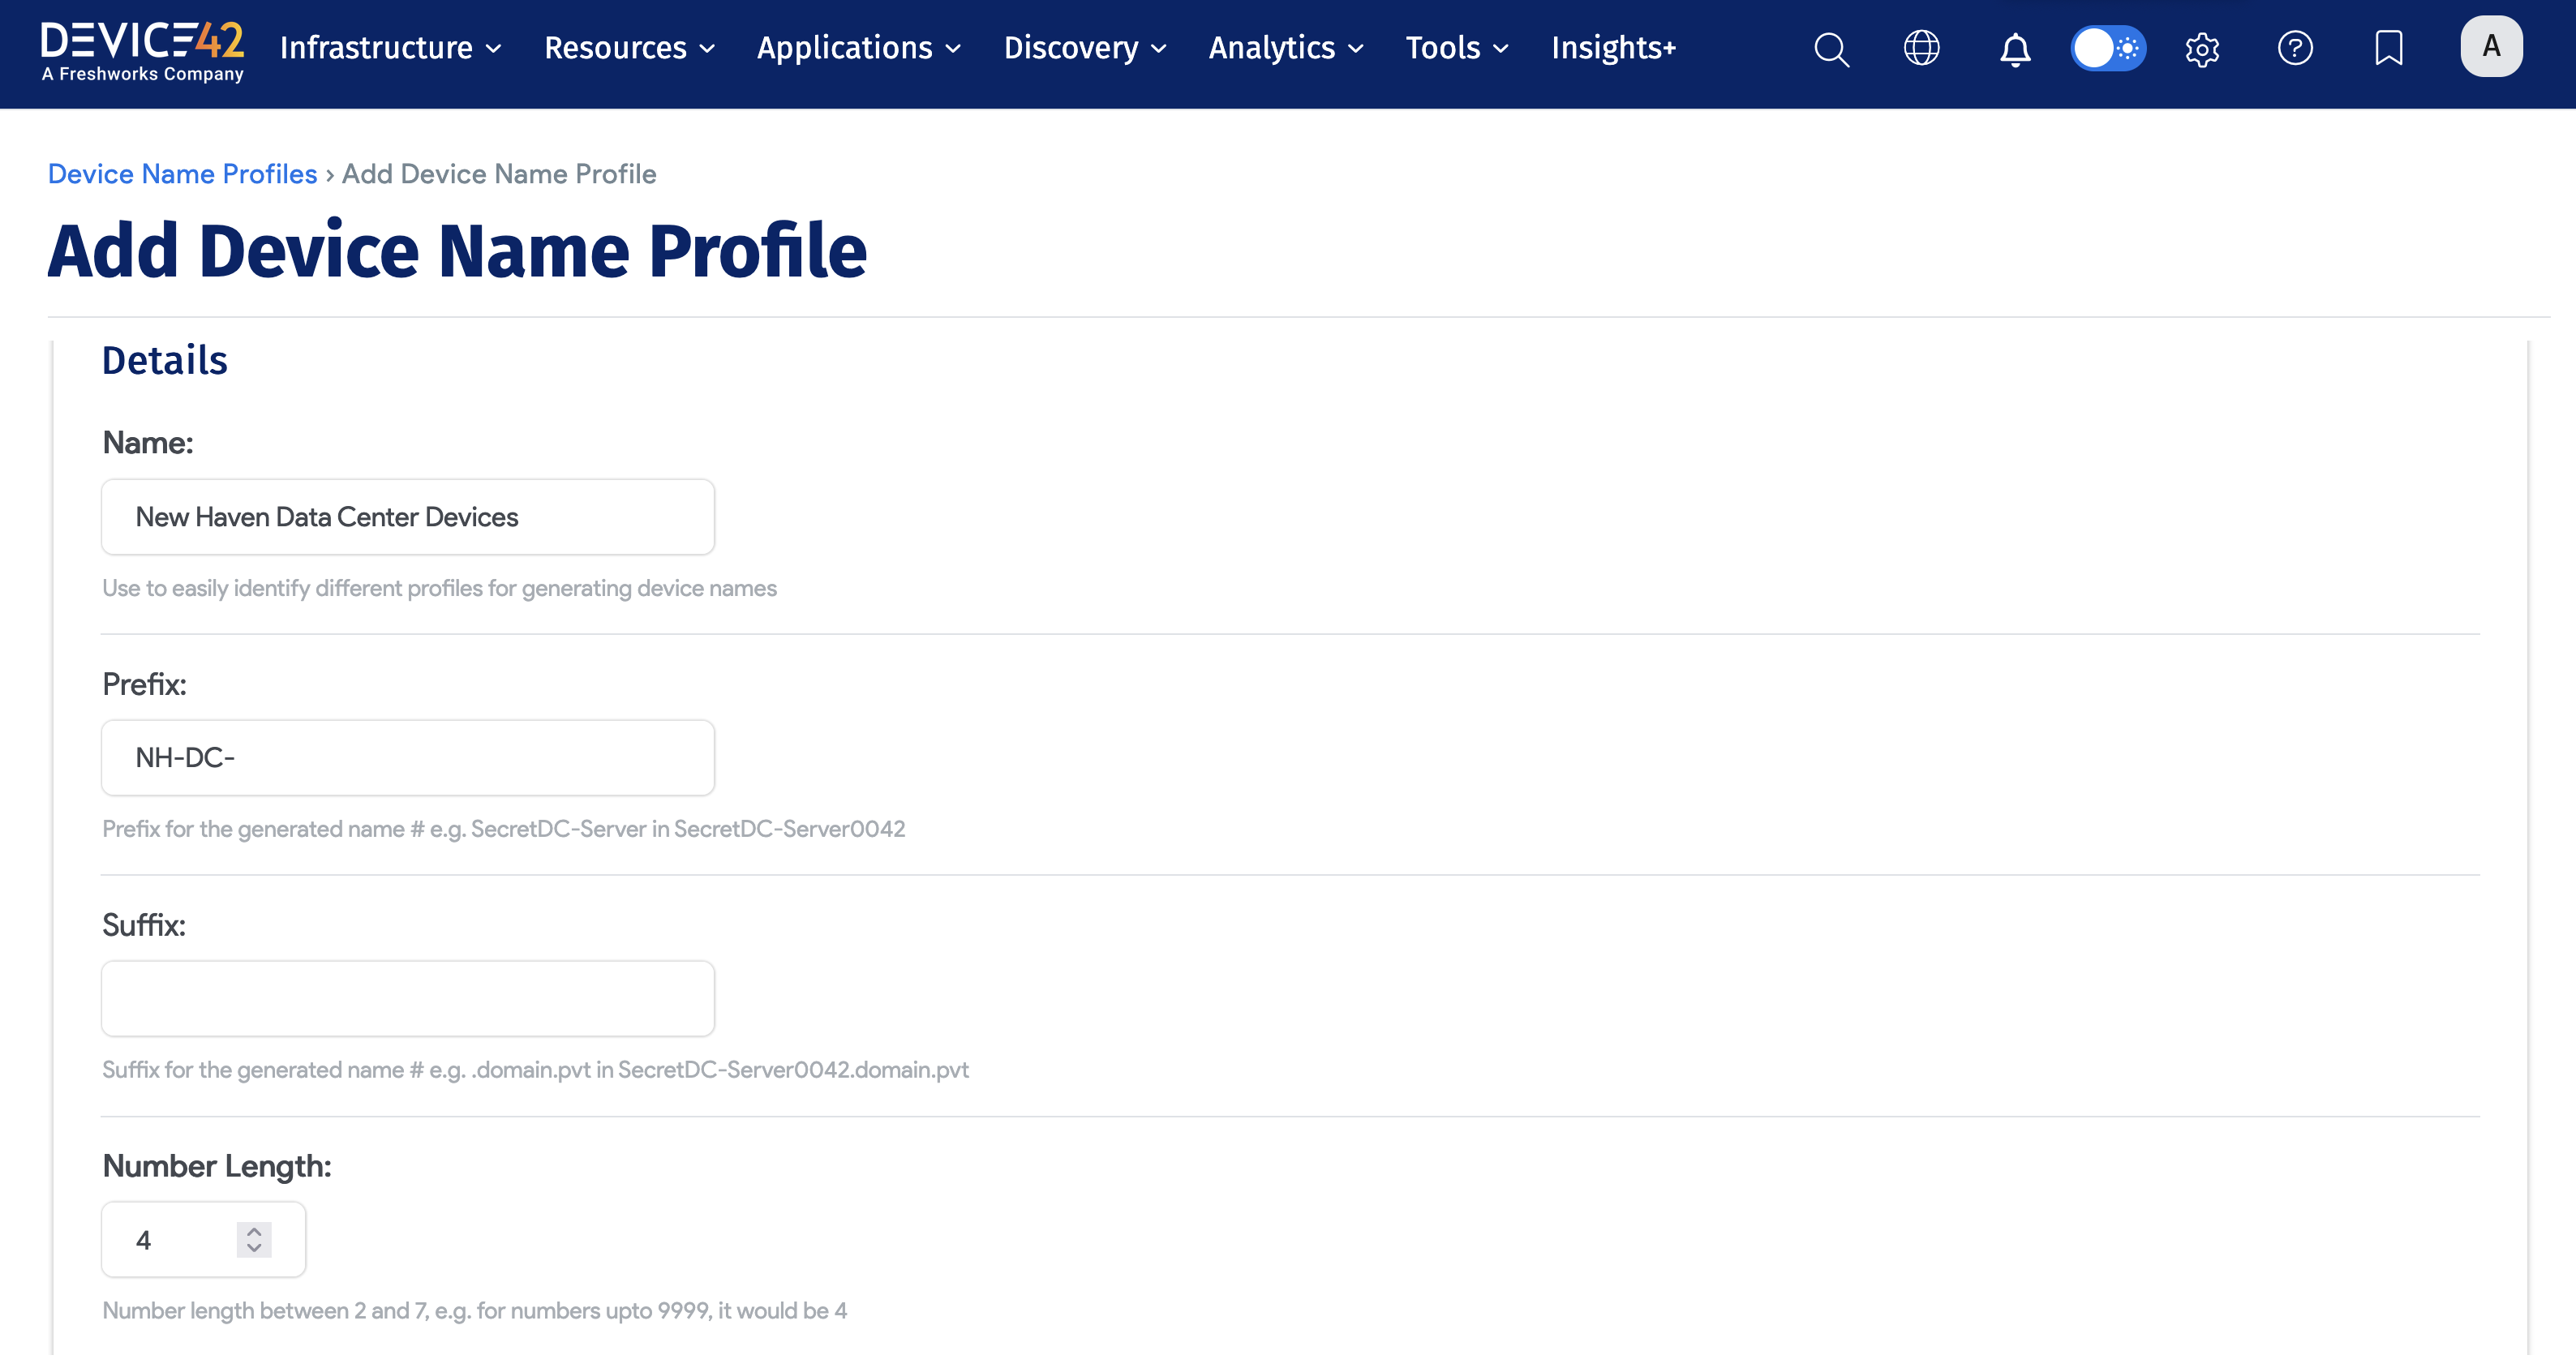 DEVICE42
A Freshworks Company
Infrastructure Resources Applications Discovery Analytics Tools Insights+ A
Device Name Profiles › Add Device Name Profile
Add Device Name Profile
Details
Name:
New Haven Data Center Devices
Use to easily identify different profiles for generating device names
Prefix:
NH-DC-
Prefix for the generated name # e.g. SecretDC-Server in SecretDC-Server0042
Suffix:
Suffix for the generated name # e.g. .domain.pvt in SecretDC-Server0042.domain.pvt
Number Length:
4
Number length between 2 and 7, e.g. for numbers upto 9999, it would be 4